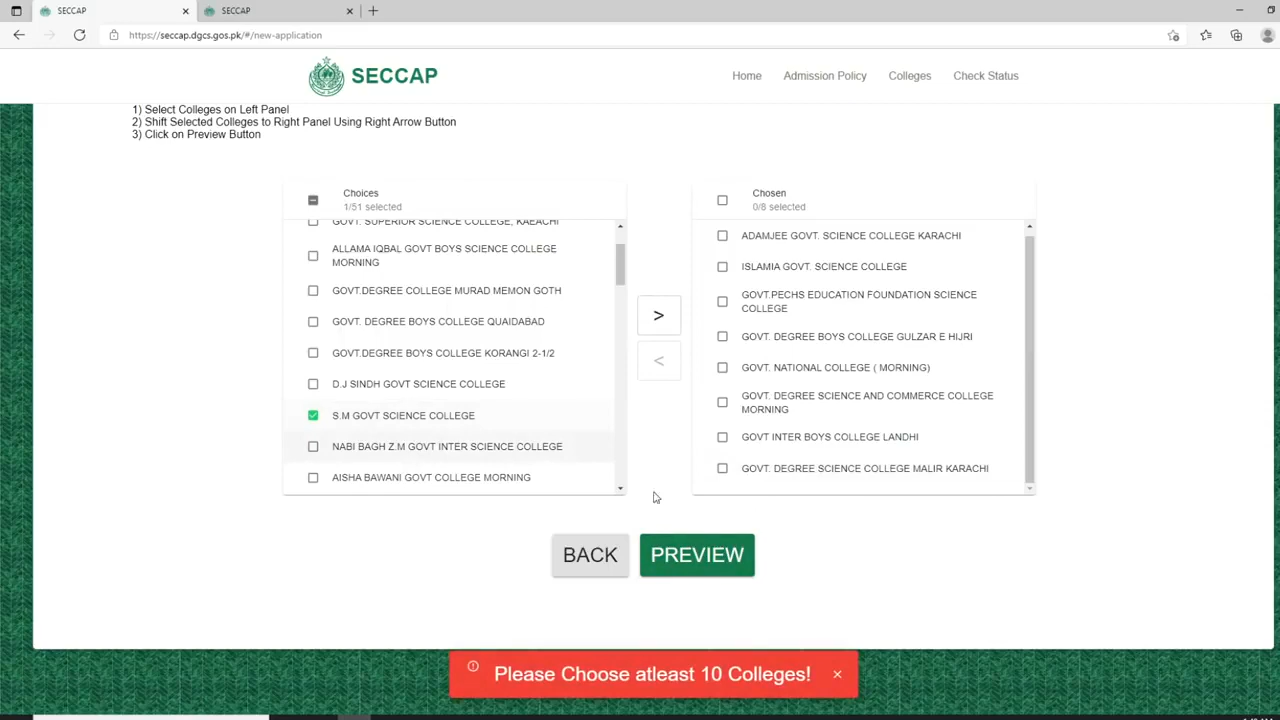 SECCAP
SECCAP
https://seccap.dgcs.gos.pk/#/new-application
SECCAP
Home
Admission Policy
Colleges
Check Status
1) Select Colleges on Left Panel
2) Shift Selected Colleges to Right Panel Using Right Arrow Button
3) Click on Preview Button
Choices
1/51 selected
GOVT. SUPERIOR SCIENCE COLLEGE, KAEACHI
ALLAMA IQBAL GOVT BOYS SCIENCE COLLEGE
MORNING
GOVT.DEGREE COLLEGE MURAD MEMON GOTH
GOVT. DEGREE BOYS COLLEGE QUAIDABAD
GOVT.DEGREE BOYS COLLEGE KORANGI 2-1/2
D.J SINDH GOVT SCIENCE COLLEGE
S.M GOVT SCIENCE COLLEGE
NABI BAGH Z.M GOVT INTER SCIENCE COLLEGE
AISHA BAWANI GOVT COLLEGE MORNING
>
<
Chosen
0/8 selected
ADAMJEE GOVT. SCIENCE COLLEGE KARACHI
ISLAMIA GOVT. SCIENCE COLLEGE
GOVT.PECHS EDUCATION FOUNDATION SCIENCE
COLLEGE
GOVT. DEGREE BOYS COLLEGE GULZAR E HIJRI
GOVT. NATIONAL COLLEGE ( MORNING)
GOVT. DEGREE SCIENCE AND COMMERCE COLLEGE
MORNING
GOVT INTER BOYS COLLEGE LANDHI
GOVT. DEGREE SCIENCE COLLEGE MALIR KARACHI
BACK
PREVIEW
Please Choose atleast 10 Colleges!